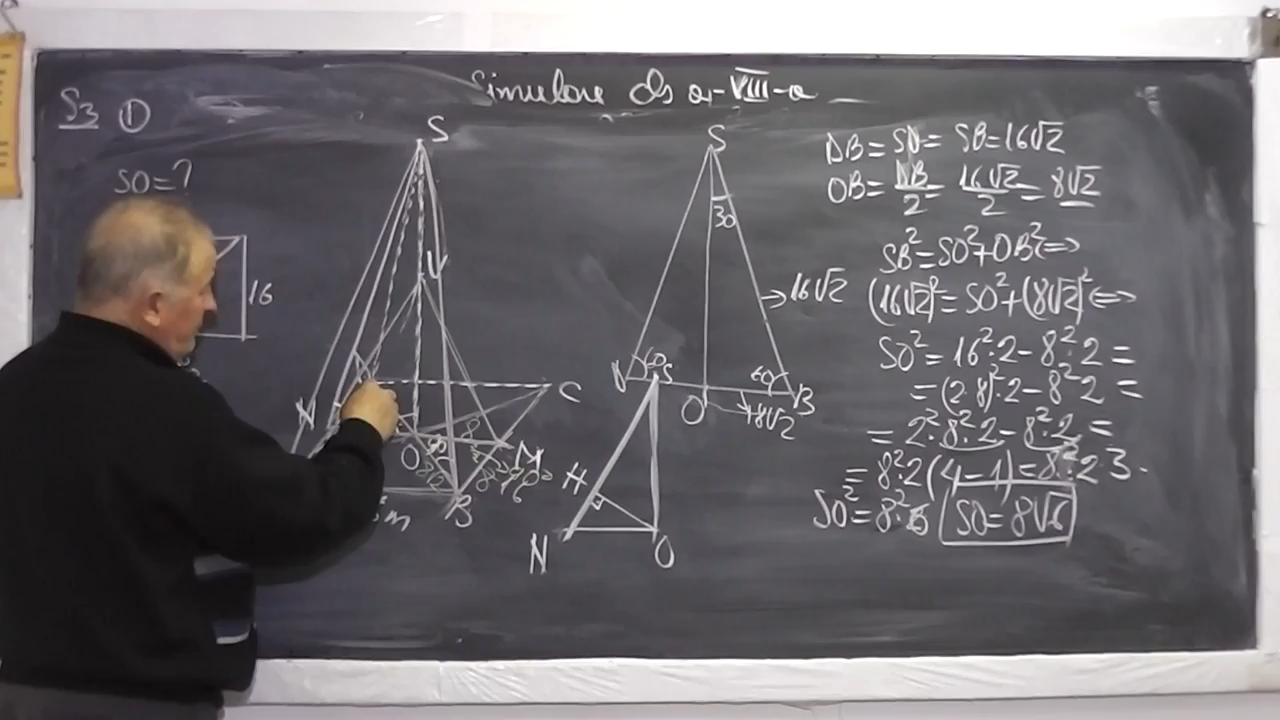 Simulare cls a-VIII-a
S3 ①
SO=?
16
S
V
N
C
O
M
B
m
S
30
→16√2
60
60
B
O
8√2
S
H
N
O
DB=SD=SB=16√2
OB=DB/2=16√2/2=8√2
SB²=SO²+OB²⇔
(16√2)²=SO²+(8√2)²⇔
SO²=16²·2-8²·2=
=(2·8)²·2-8²·2=
=2²·8²·2-8²·2=
=8²·2(4-1)=8²·2·3.
SO²=8²·6 SO=8√6